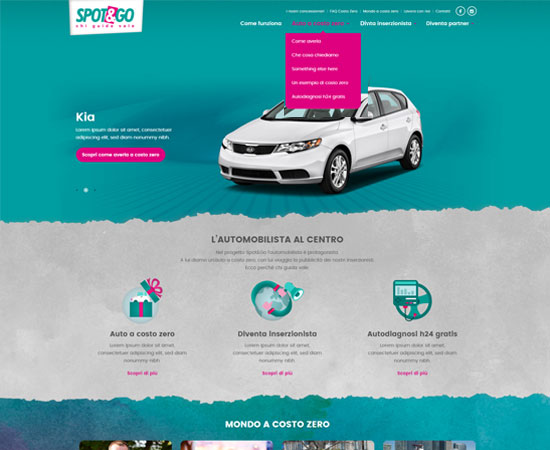 SPOT&GO
chi guida vale
I nostri concessionari | FAQ Costo Zero | Mondo a costo zero | Lavora con noi | Contatti
Come funziona Auto a Costo Zero Divita inserzionista Diventa partner
Come averla
Che cosa chiediamo
Something else here
Un esempio di costo zero
Autodiagnosi h24 gratis
Kia
Lorem ipsum dolor sit amet, consectetuer
adipiscing elit, sed diam nonummy nibh.
Scopri come averla a costo zero
L'AUTOMOBILISTA AL CENTRO
Nel progetto Spot&Go l'automobilista è protagonista.
E lui diamo un'auto a costo zero, con lui viaggia la pubblicità dei nostri inserzionisti.
Ecco perché chi guida vale.
Auto a costo zero
Lorem ipsum dolor sit amet,
consectetuer adipiscing elit, sed diam
nonummy nibh.
Scopri di più
Diventa inserzionista
Lorem ipsum dolor sit amet,
consectetuer adipiscing elit, sed diam
nonummy nibh.
Scopri di più
Autodiagnosi h24 gratis
Lorem ipsum dolor sit amet,
consectetuer adipiscing elit, sed diam
nonummy nibh.
Scopri di più
MONDO A COSTO ZERO